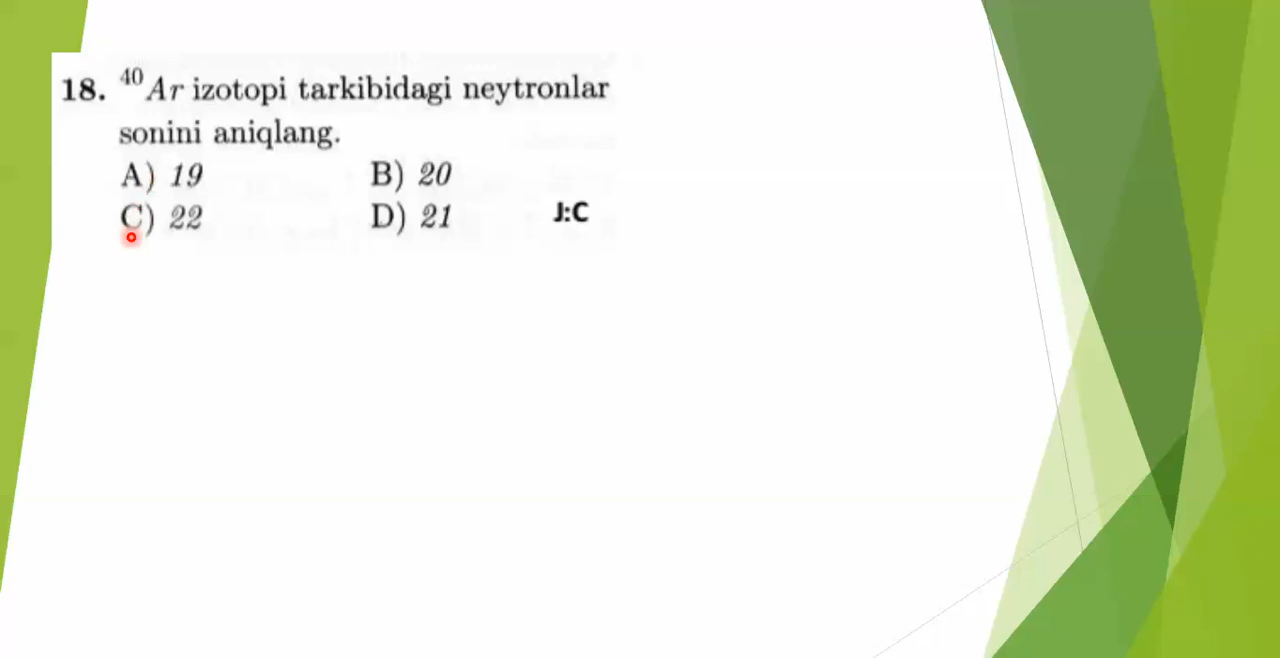 18. ⁴⁰Ar izotopi tarkibidagi neytronlar
sonini aniqlang.
A) 19 B) 20
C) 22 D) 21 J:C